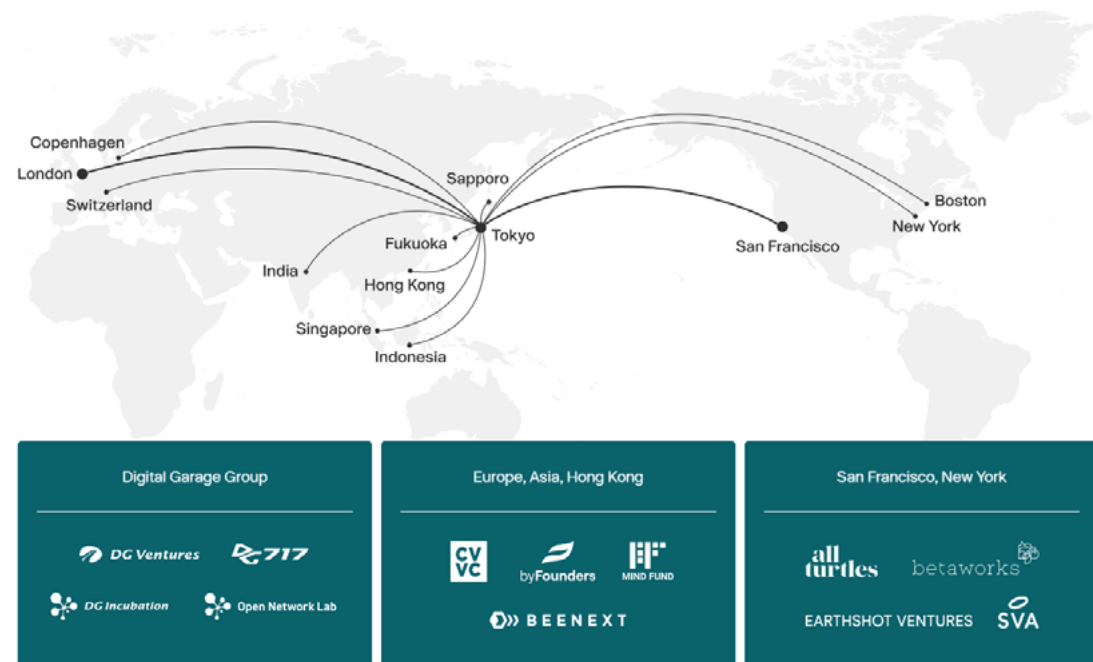 Copenhagen
London
Switzerland
Sapporo
Tokyo
Fukuoka
India
Hong Kong
Singapore
Indonesia
Boston
New York
San Francisco
Digital Garage Group
DG Ventures
DG717
DG Incubation
Open Network Lab
Europe, Asia, Hong Kong
CV
VC
byFounders
MIND FUND
BEENEXT
San Francisco, New York
all
turtles
betaworks
EARTHSHOT VENTURES
SVA